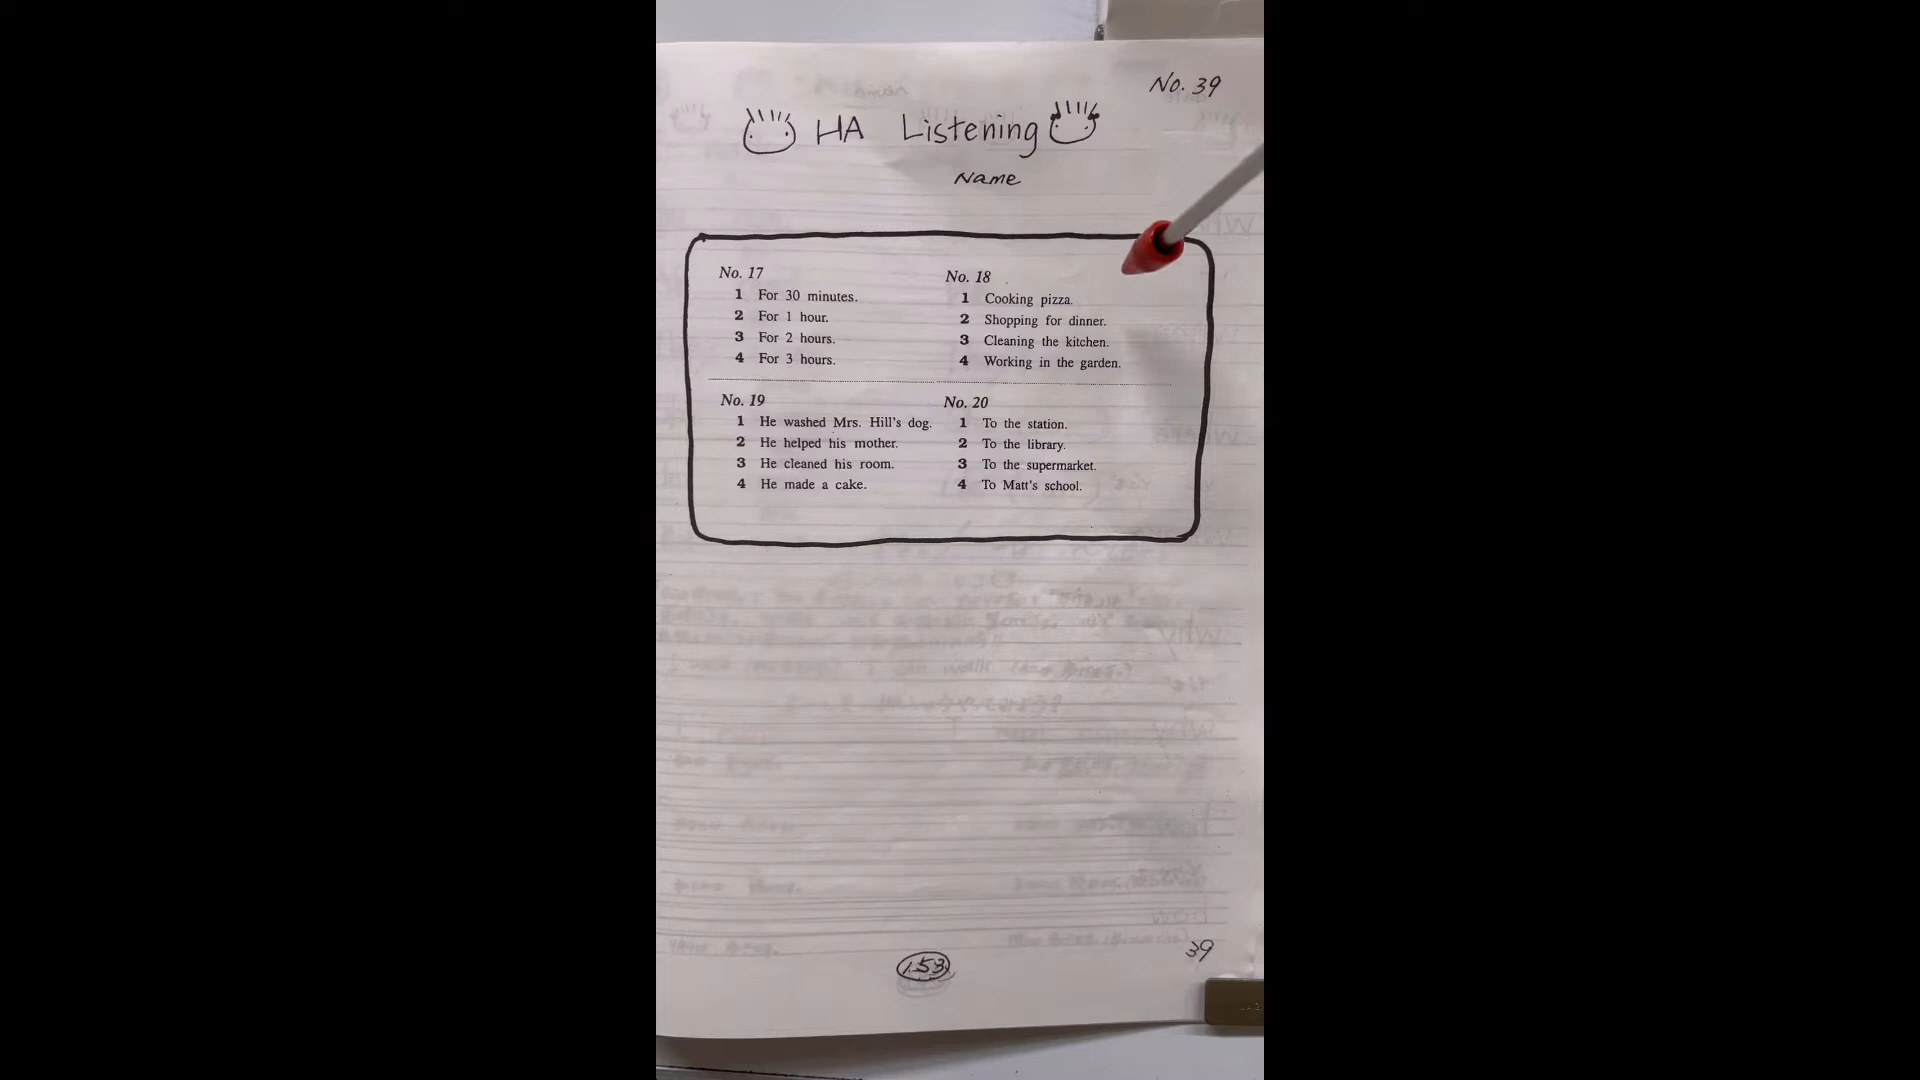 No. 39
HA Listening
Name
No. 17
1 For 30 minutes.
2 For 1 hour.
3 For 2 hours.
4 For 3 hours.
No. 18
1 Cooking pizza.
2 Shopping for dinner.
3 Cleaning the kitchen.
4 Working in the garden.
No. 19
1 He washed Mrs. Hill's dog.
2 He helped his mother.
3 He cleaned his room.
4 He made a cake.
No. 20
1 To the station.
2 To the library.
3 To the supermarket.
4 To Matt's school.
39
153